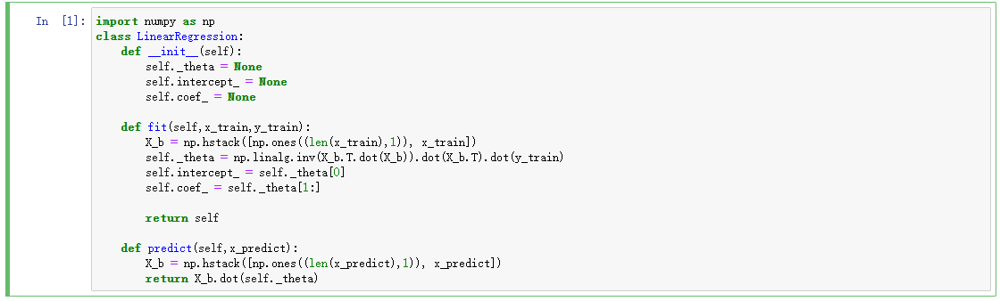 In [1]: import numpy as np
class LinearRegression:
    def __init__(self):
        self._theta = None
        self.intercept_ = None
        self.coef_ = None

    def fit(self,x_train,y_train):
        X_b = np.hstack([np.ones((len(x_train),1)), x_train])
        self._theta = np.linalg.inv(X_b.T.dot(X_b)).dot(X_b.T).dot(y_train)
        self.intercept_ = self._theta[0]
        self.coef_ = self._theta[1:]

        return self

    def predict(self,x_predict):
        X_b = np.hstack([np.ones((len(x_predict),1)), x_predict])
        return X_b.dot(self._theta)